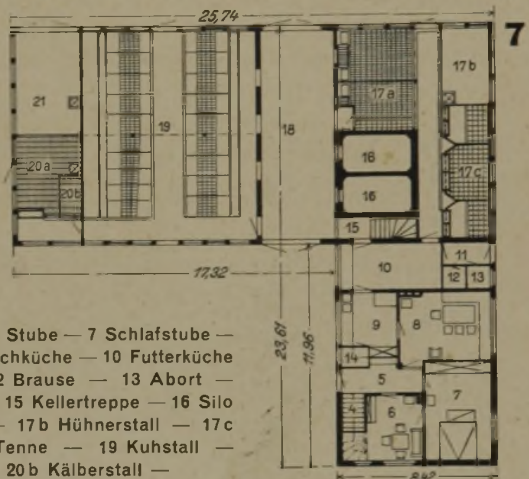 25,74
7
17b
21
17a
19
18
16
20a
17c
20b
16
15
11
10
12 13
17,32
23,61
11,96
9
8
14
5
7
4
6
Stube — 7 Schlafstube —
chküche — 10 Futterküche
2 Brause — 13 Abort —
15 Kellertreppe — 16 Silo
— 17b Hühnerstall — 17c
Tenne — 19 Kuhstall —
20b Kälberstall —